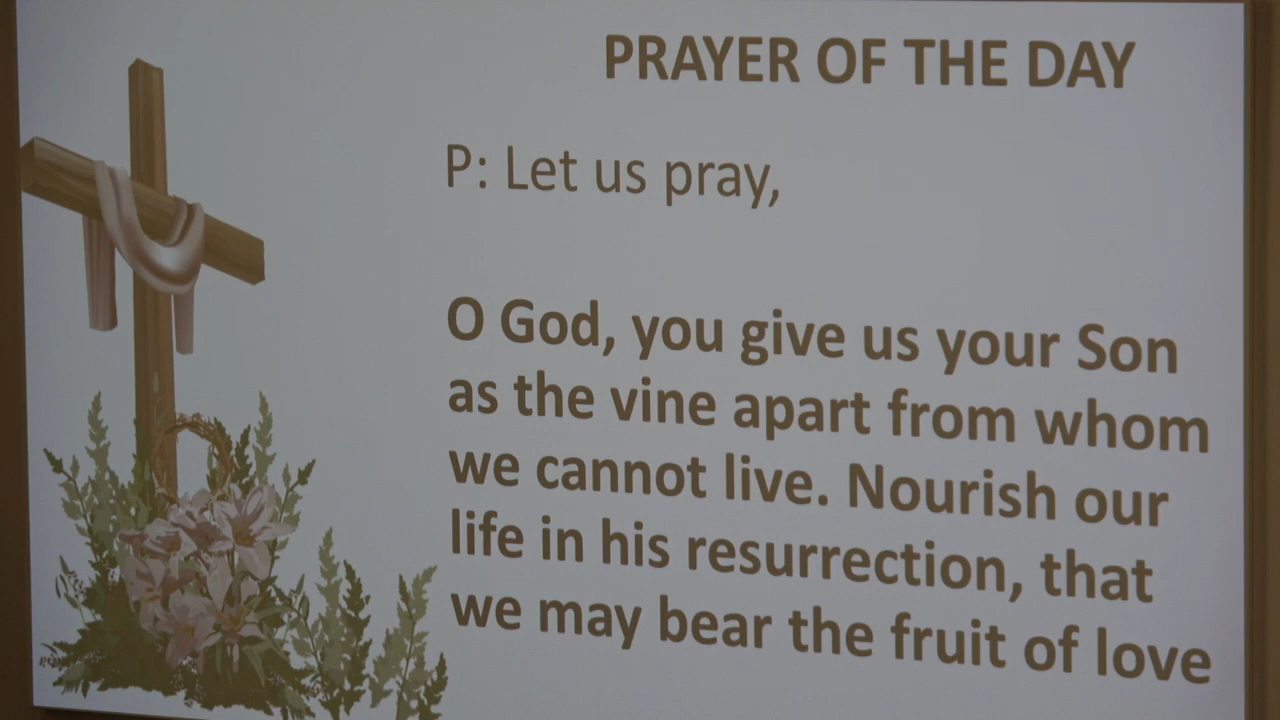 PRAYER OF THE DAY
P: Let us pray,
O God, you give us your Son
as the vine apart from whom
we cannot live. Nourish our
life in his resurrection, that
we may bear the fruit of love